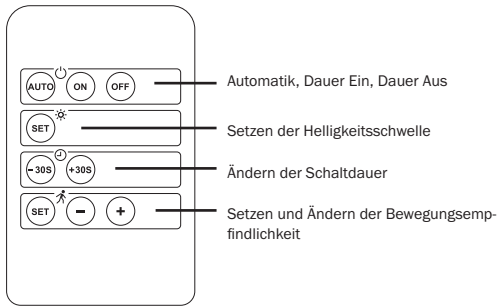 AUTO ON OFF
Automatik, Dauer Ein, Dauer Aus
SET
Setzen der Helligkeitsschwelle
-30S +30S
Ändern der Schaltdauer
SET - +
Setzen und Ändern der Bewegungsemp-
findlichkeit